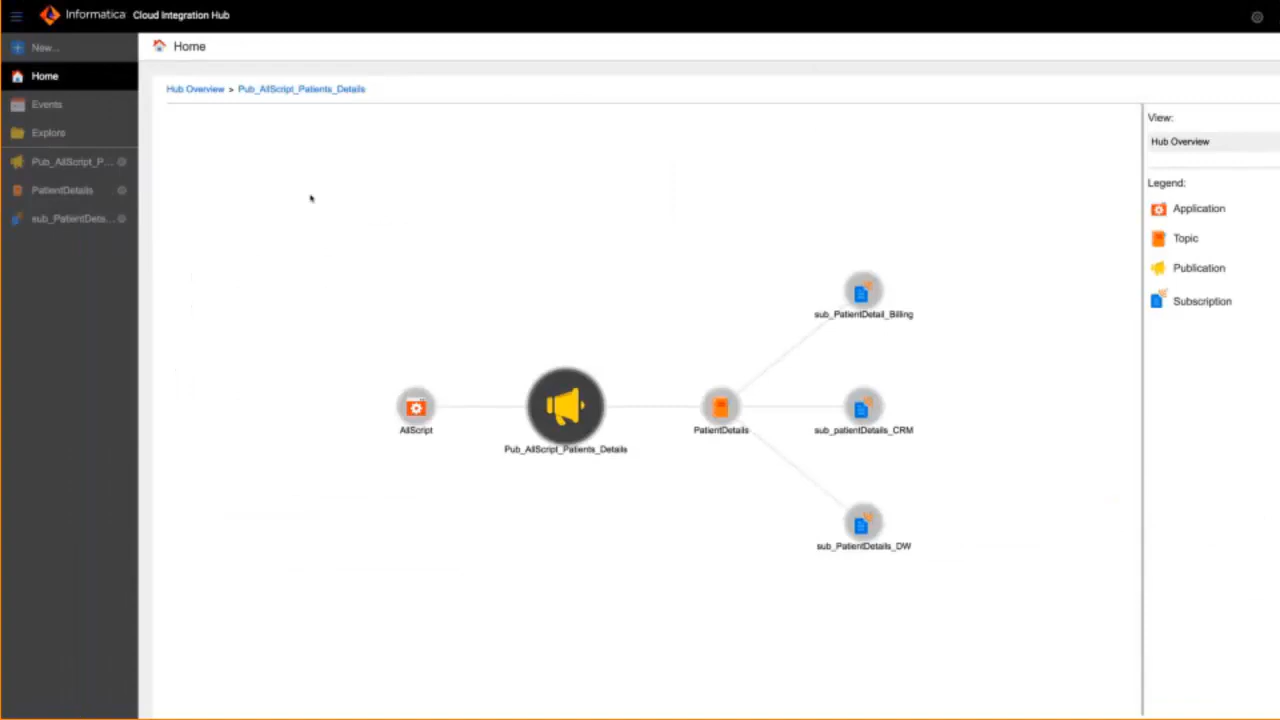 Informatica Cloud Integration Hub
New...
Home
Home
Events
Explore
Pub_AllScript_P...
PatientDetails
sub_PatientDeta...
Hub Overview > Pub_AllScript_Patients_Details
View:
Hub Overview
Legend:
Application
Topic
Publication
Subscription
sub_PatientDetail_Billing
AllScript
Pub_AllScript_Patients_Details
PatientDetails
sub_patientDetails_CRM
sub_PatientDetails_DW